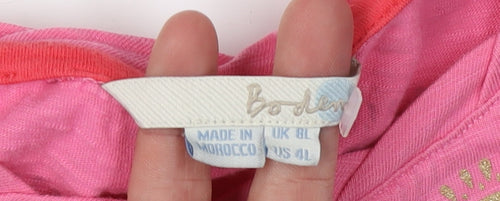 Boden
MADE IN
MOROCCO
UK 8L
US 4L